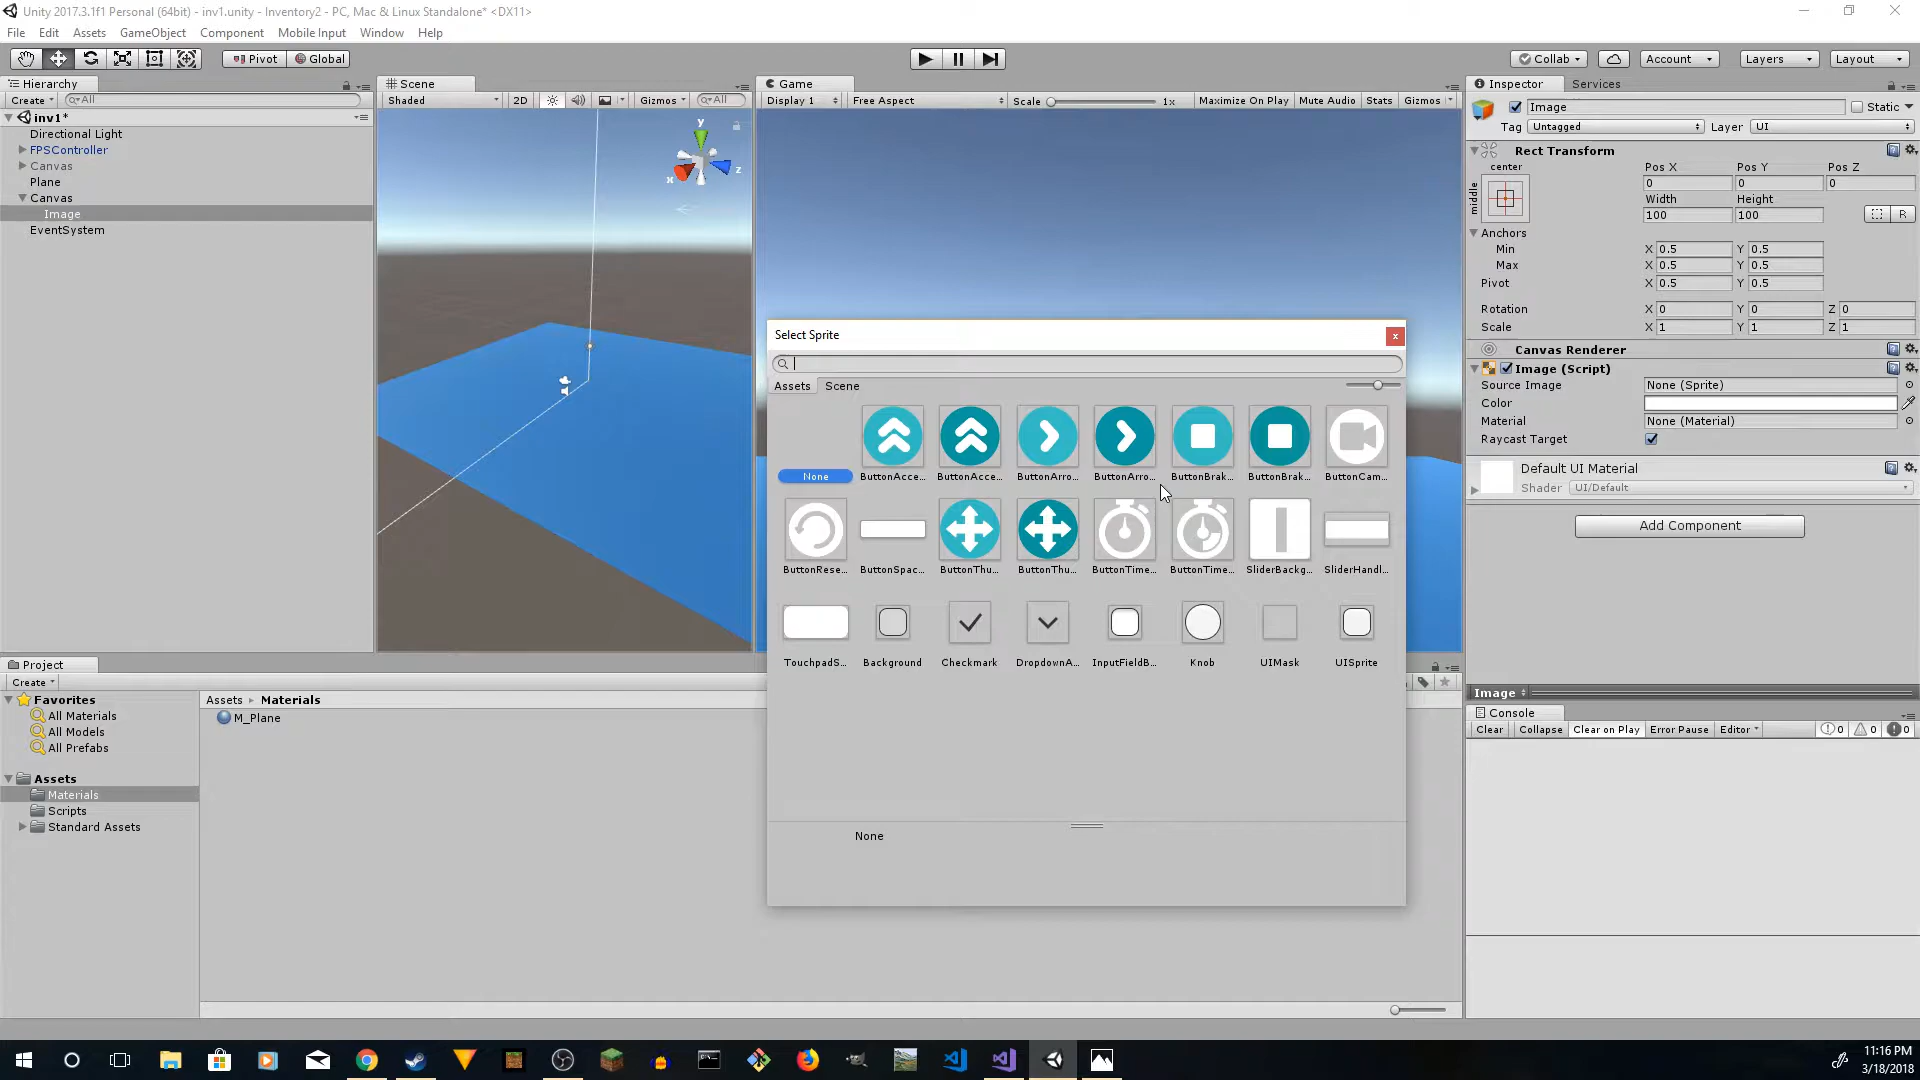 Unity 2017.3.1f1 Personal (64bit) - inv1.unity - Inventory2 - PC, Mac & Linux Standalone* <DX11>
File Edit Assets GameObject Component Mobile Input Window Help
Pivot Global Collab Account Layers Layout
Hierarchy
Create All
inv1*
Directional Light
FPSController
Canvas
Plane
Canvas
Image
EventSystem
Scene
Shaded 2D Gizmos All
y
x
z
Game
Display 1 Free Aspect Scale 1x Maximize On Play Mute Audio Stats Gizmos
Select Sprite
Assets Scene
None ButtonAcce... ButtonAcce... ButtonArro... ButtonArro... ButtonBrak... ButtonBrak... ButtonCam...
ButtonRese... ButtonSpac... ButtonThu... ButtonThu... ButtonTime... ButtonTime... SliderBackg... SliderHandl...
TouchpadS... Background Checkmark DropdownA... InputFieldB... Knob UIMask UISprite
None
Inspector Services
Image Static
Tag Untagged Layer UI
Rect Transform
center
middle
Pos X Pos Y Pos Z
0 0 0
Width Height
100 100 R
Anchors
Min X 0.5 Y 0.5
Max X 0.5 Y 0.5
Pivot X 0.5 Y 0.5
Rotation X 0 Y 0 Z 0
Scale X 1 Y 1 Z 1
Canvas Renderer
Image (Script)
Source Image None (Sprite)
Color
Material None (Material)
Raycast Target
Default UI Material
Shader UI/Default
Add Component
Image
Console
Clear Collapse Clear on Play Error Pause Editor 0 0 0
Project
Create
Favorites
All Materials
All Models
All Prefabs
Assets
Materials
Scripts
Standard Assets
Assets Materials
M_Plane
11:16 PM
3/18/2018